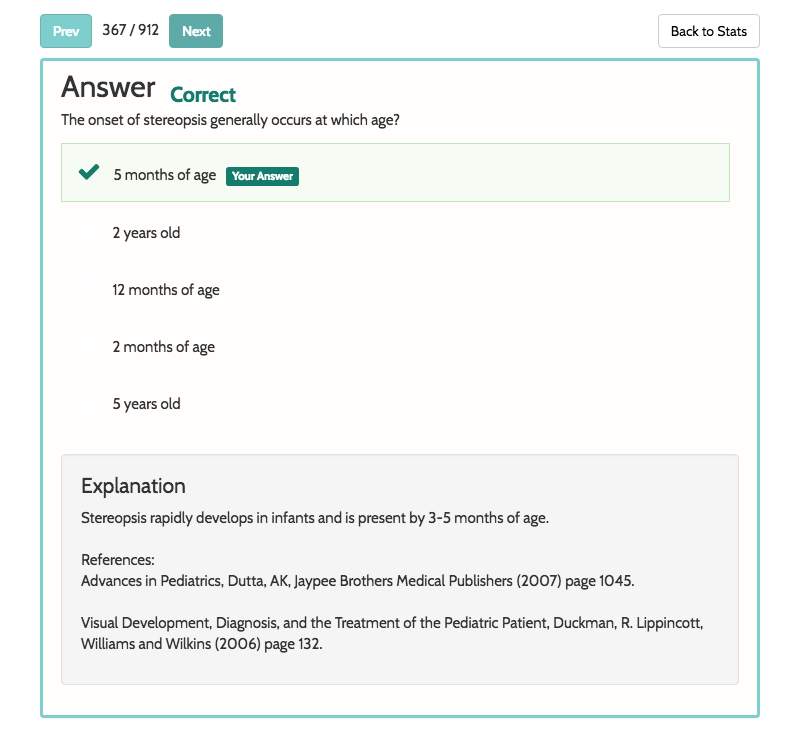 Prev 367 / 912 Next Back to Stats
Answer Correct
The onset of stereopsis generally occurs at which age?
5 months of age Your Answer
2 years old
12 months of age
2 months of age
5 years old
Explanation
Stereopsis rapidly develops in infants and is present by 3-5 months of age.
References:
Advances in Pediatrics, Dutta, AK, Jaypee Brothers Medical Publishers (2007) page 1045.
Visual Development, Diagnosis, and the Treatment of the Pediatric Patient, Duckman, R. Lippincott,
Williams and Wilkins (2006) page 132.